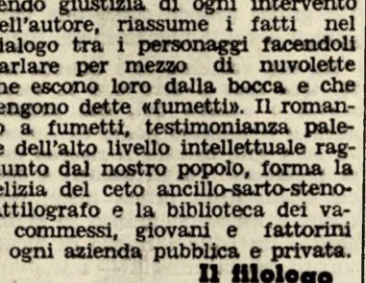 endo giustizia di ogni intervento
ell'autore, riassume i fatti nel
ialogo tra i personaggi facendoli
arlare per mezzo di nuvolette
he escono loro dalla bocca e che
engono dette «fumetti». Il roman-
o a fumetti, testimonianza pale-
e dell'alto livello intellettuale rag-
iunto dal nostro popolo, forma la
elizia del ceto ancillo-sarto-steno-
attilografo e la biblioteca dei va-
commessi, giovani e fattorini
ogni azienda pubblica e privata.
Il filologo